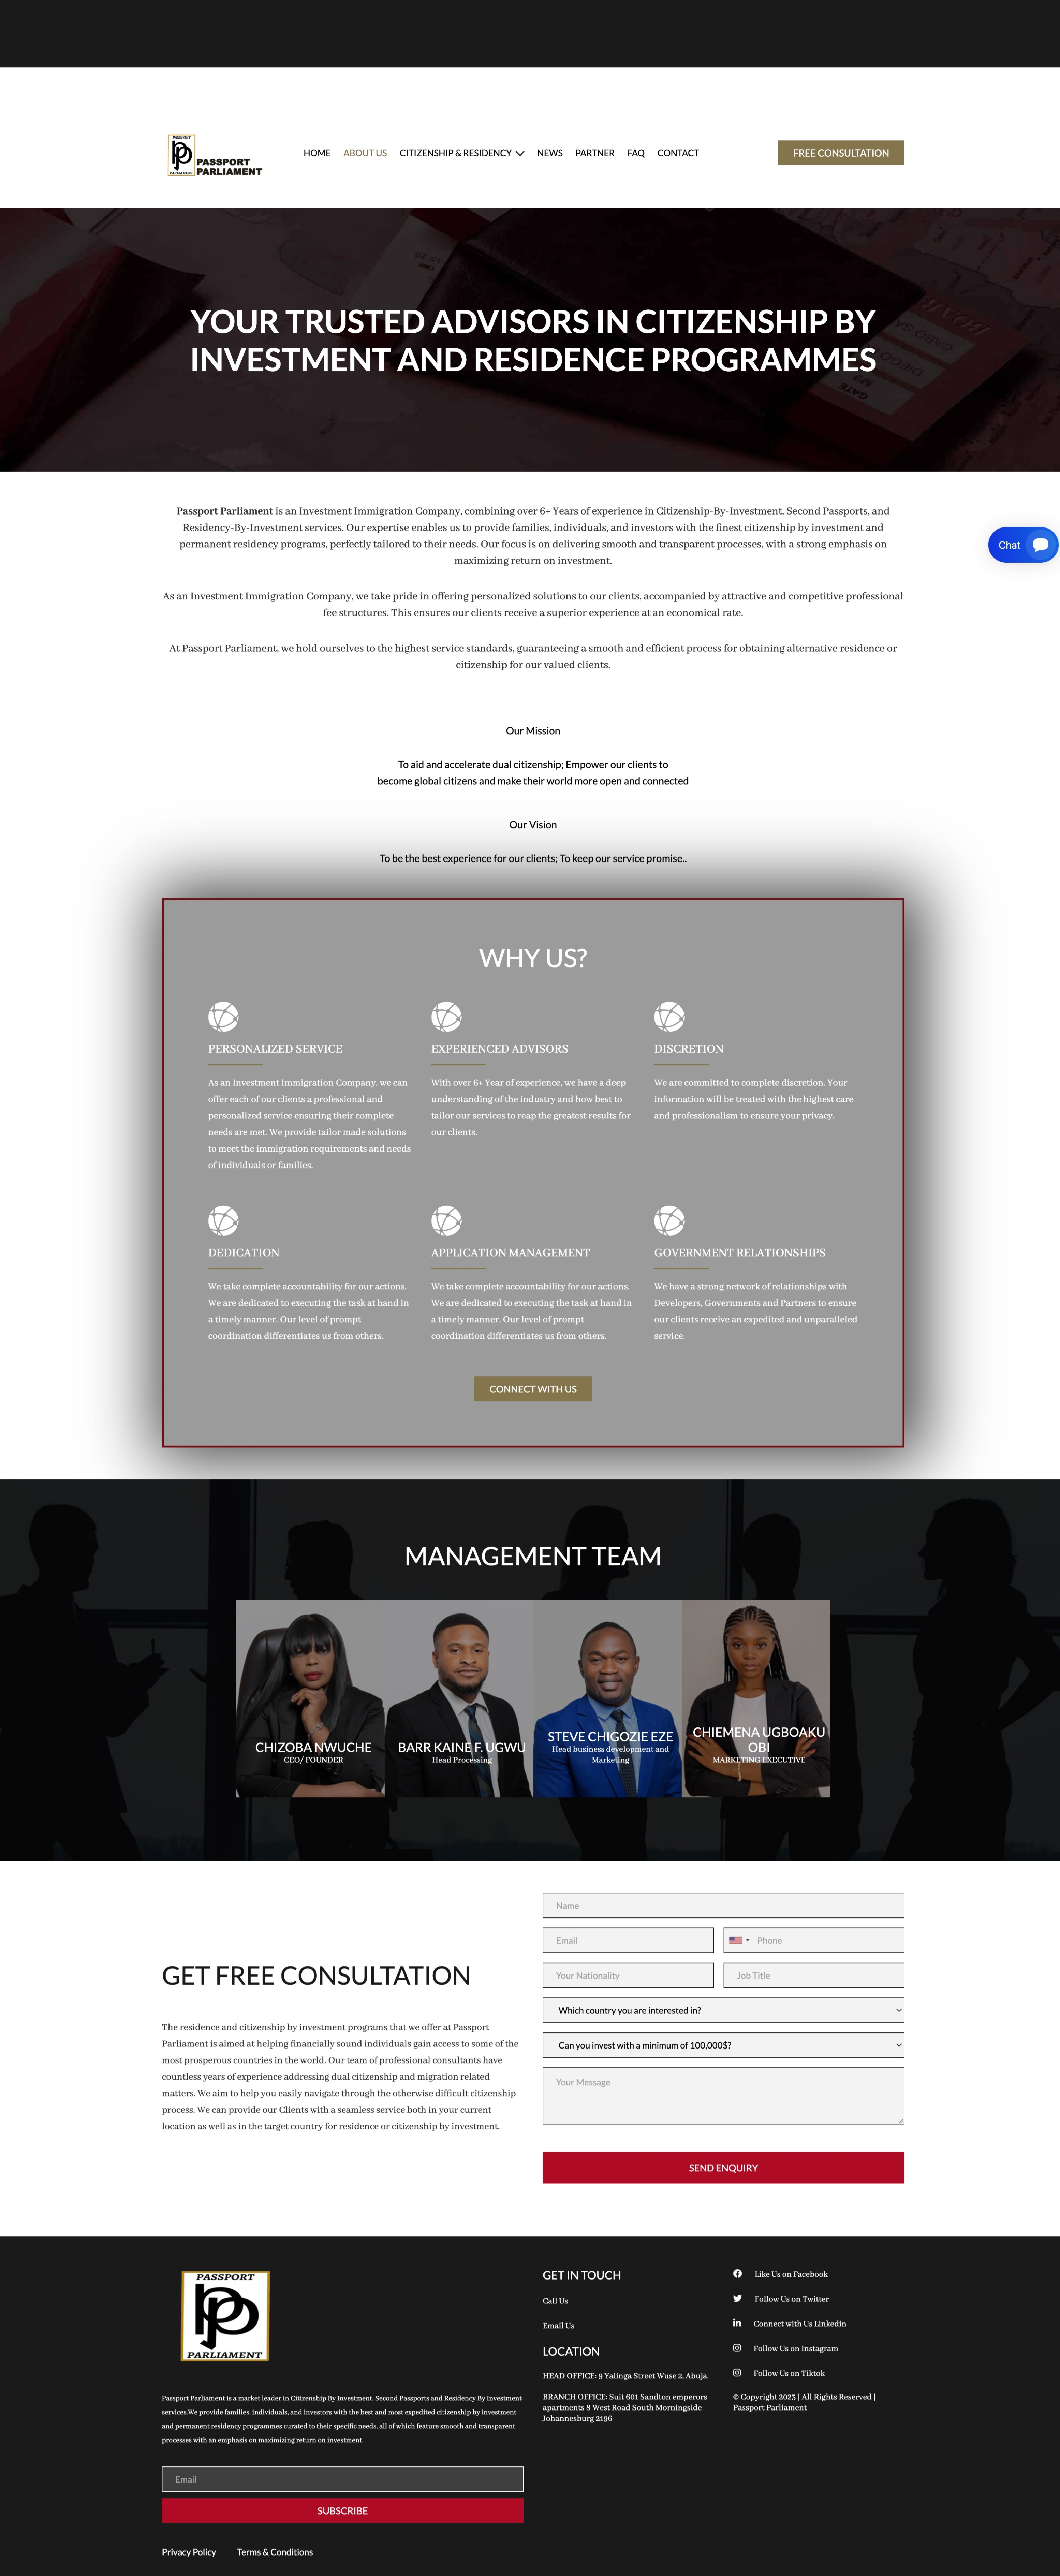 PASSPORT
PARLIAMENT
PASSPORT
PARLIAMENT
HOME ABOUT US CITIZENSHIP & RESIDENCY NEWS PARTNER FAQ CONTACT
FREE CONSULTATION
YOUR TRUSTED ADVISORS IN CITIZENSHIP BY
INVESTMENT AND RESIDENCE PROGRAMMES
Passport Parliament is an Investment Immigration Company, combining over 6+ Years of experience in Citizenship-By-Investment, Second Passports, and
Residency-By-Investment services. Our expertise enables us to provide families, individuals, and investors with the finest citizenship by investment and
permanent residency programs, perfectly tailored to their needs. Our focus is on delivering smooth and transparent processes, with a strong emphasis on
maximizing return on investment.
Chat
As an Investment Immigration Company, we take pride in offering personalized solutions to our clients, accompanied by attractive and competitive professional
fee structures. This ensures our clients receive a superior experience at an economical rate.
At Passport Parliament, we hold ourselves to the highest service standards, guaranteeing a smooth and efficient process for obtaining alternative residence or
citizenship for our valued clients.
Our Mission
To aid and accelerate dual citizenship; Empower our clients to
become global citizens and make their world more open and connected
Our Vision
To be the best experience for our clients; To keep our service promise..
WHY US?
PERSONALIZED SERVICE
As an Investment Immigration Company, we can
offer each of our clients a professional and
personalized service ensuring their complete
needs are met. We provide tailor made solutions
to meet the immigration requirements and needs
of individuals or families.
EXPERIENCED ADVISORS
With over 6+ Year of experience, we have a deep
understanding of the industry and how best to
tailor our services to reap the greatest results for
our clients.
DISCRETION
We are committed to complete discretion. Your
information will be treated with the highest care
and professionalism to ensure your privacy.
DEDICATION
We take complete accountability for our actions.
We are dedicated to executing the task at hand in
a timely manner. Our level of prompt
coordination differentiates us from others.
APPLICATION MANAGEMENT
We take complete accountability for our actions.
We are dedicated to executing the task at hand in
a timely manner. Our level of prompt
coordination differentiates us from others.
GOVERNMENT RELATIONSHIPS
We have a strong network of relationships with
Developers, Governments and Partners to ensure
our clients receive an expedited and unparalleled
service.
CONNECT WITH US
MANAGEMENT TEAM
CHIZOBA NWUCHE
CEO/ FOUNDER
BARR KAINE F. UGWU
Head Processing
STEVE CHIGOZIE EZE
Head business development and
Marketing
CHIEMENA UGBOAKU
OBI
MARKETING EXECUTIVE
GET FREE CONSULTATION
The residence and citizenship by investment programs that we offer at Passport
Parliament is aimed at helping financially sound individuals gain access to some of the
most prosperous countries in the world. Our team of professional consultants have
countless years of experience addressing dual citizenship and migration related
matters. We aim to help you easily navigate through the otherwise difficult citizenship
process. We can provide our Clients with a seamless service both in your current
location as well as in the target country for residence or citizenship by investment.
Name
Email
Phone
Your Nationality
Job Title
Which country you are interested in?
Can you invest with a minimum of 100,000$?
Your Message
SEND ENQUIRY
PASSPORT
PARLIAMENT
Passport Parliament is a market leader in Citizenship By Investment, Second Passports and Residency By Investment
services.We provide families, individuals, and investors with the best and most expedited citizenship by investment
and permanent residency programmes curated to their specific needs, all of which feature smooth and transparent
processes with an emphasis on maximizing return on investment.
Email
SUBSCRIBE
Privacy Policy Terms & Conditions
GET IN TOUCH
Call Us
Email Us
LOCATION
HEAD OFFICE: 9 Yalinga Street Wuse 2, Abuja.
BRANCH OFFICE: Suit 601 Sandton emperors
apartments 8 West Road South Morningside
Johannesburg 2196
Like Us on Facebook
Follow Us on Twitter
Connect with Us Linkedin
Follow Us on Instagram
Follow Us on Tiktok
© Copyright 2023 | All Rights Reserved |
Passport Parliament